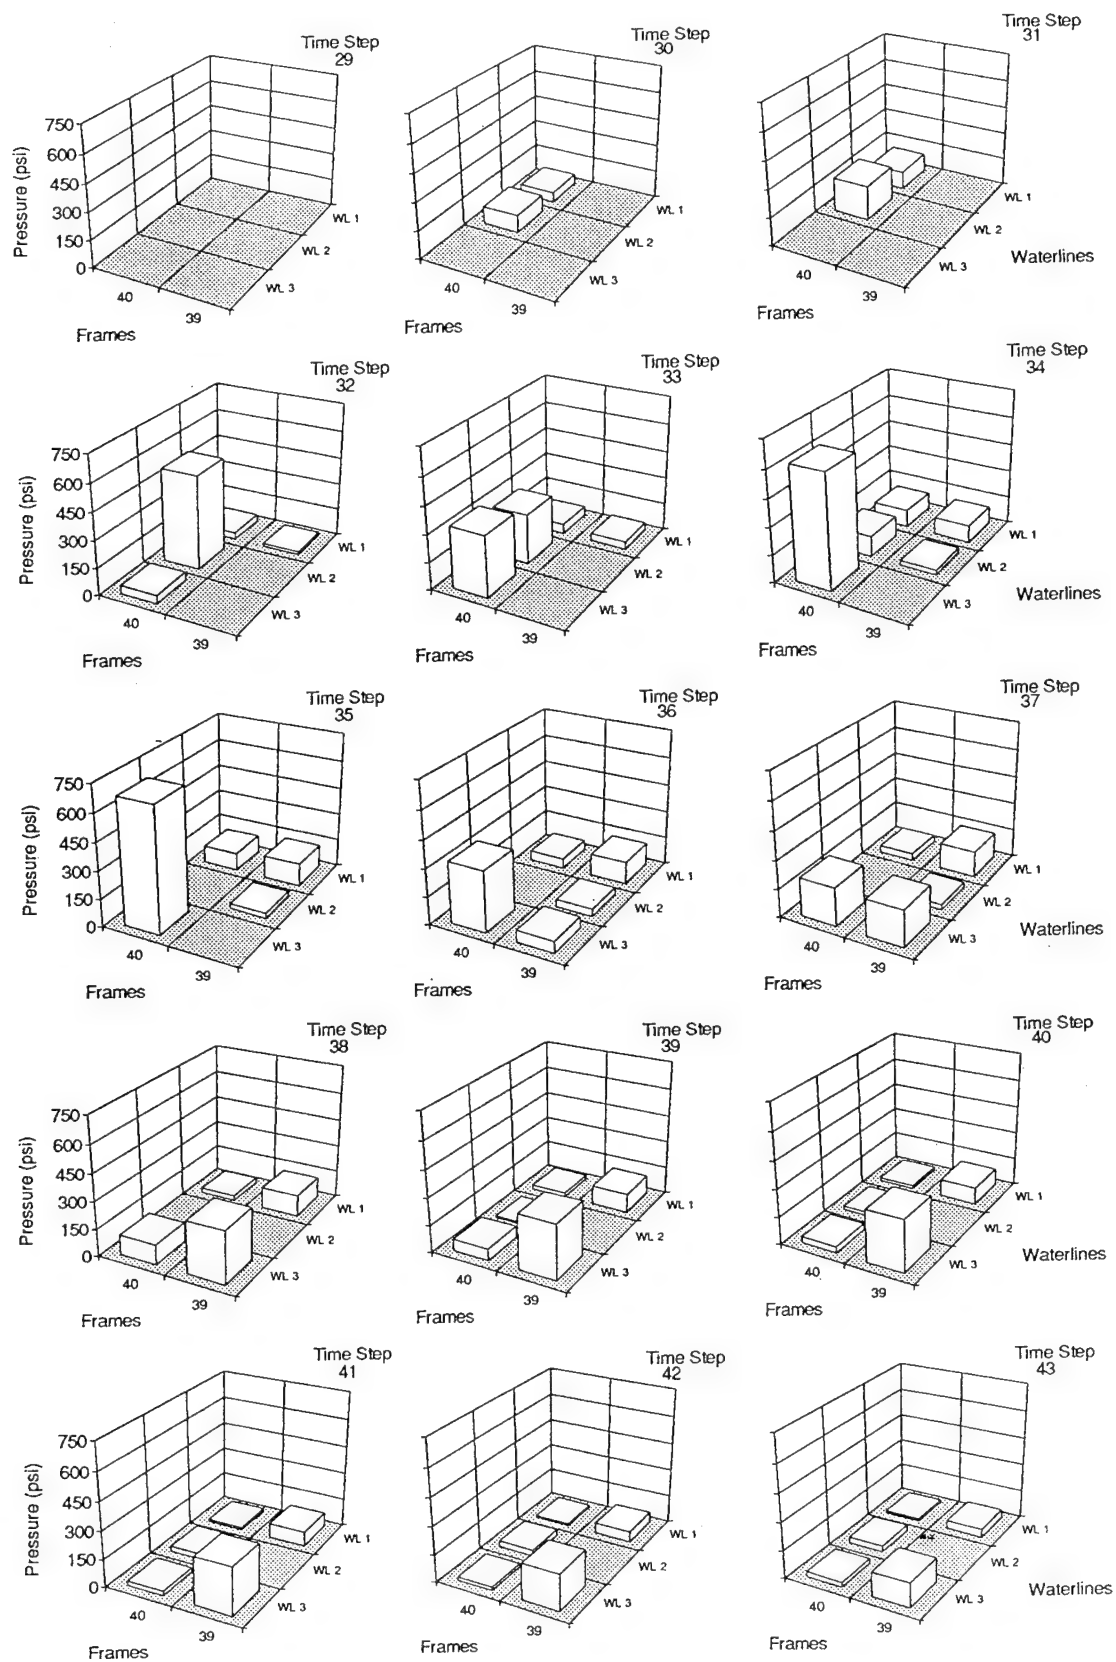 Time Step
29
Pressure (psi)
750
600
450
300
150
0
WL 1
WL 2
WL 3
40
39
Frames
Time Step
30
WL 1
WL 2
WL 3
40
39
Frames
Time Step
31
WL 1
WL 2
WL 3
Waterlines
40
39
Frames
Time Step
32
Pressure (psi)
750
600
450
300
150
0
WL 1
WL 2
WL 3
40
39
Frames
Time Step
33
WL 1
WL 2
WL 3
40
39
Frames
Time Step
34
WL 1
WL 2
WL 3
Waterlines
40
39
Frames
Time Step
35
Pressure (psi)
750
600
450
300
150
0
WL 1
WL 2
WL 3
40
39
Frames
Time Step
36
WL 1
WL 2
WL 3
40
39
Frames
Time Step
37
WL 1
WL 2
WL 3
Waterlines
40
39
Frames
Time Step
38
Pressure (psi)
750
600
450
300
150
0
WL 1
WL 2
WL 3
40
39
Frames
Time Step
39
WL 1
WL 2
WL 3
40
39
Frames
Time Step
40
WL 1
WL 2
WL 3
Waterlines
40
39
Frames
Time Step
41
Pressure (psi)
750
600
450
300
150
0
WL 1
WL 2
WL 3
40
39
Frames
Time Step
42
WL 1
WL 2
WL 3
40
39
Frames
Time Step
43
WL 1
WL 2
WL 3
Waterlines
40
39
Frames